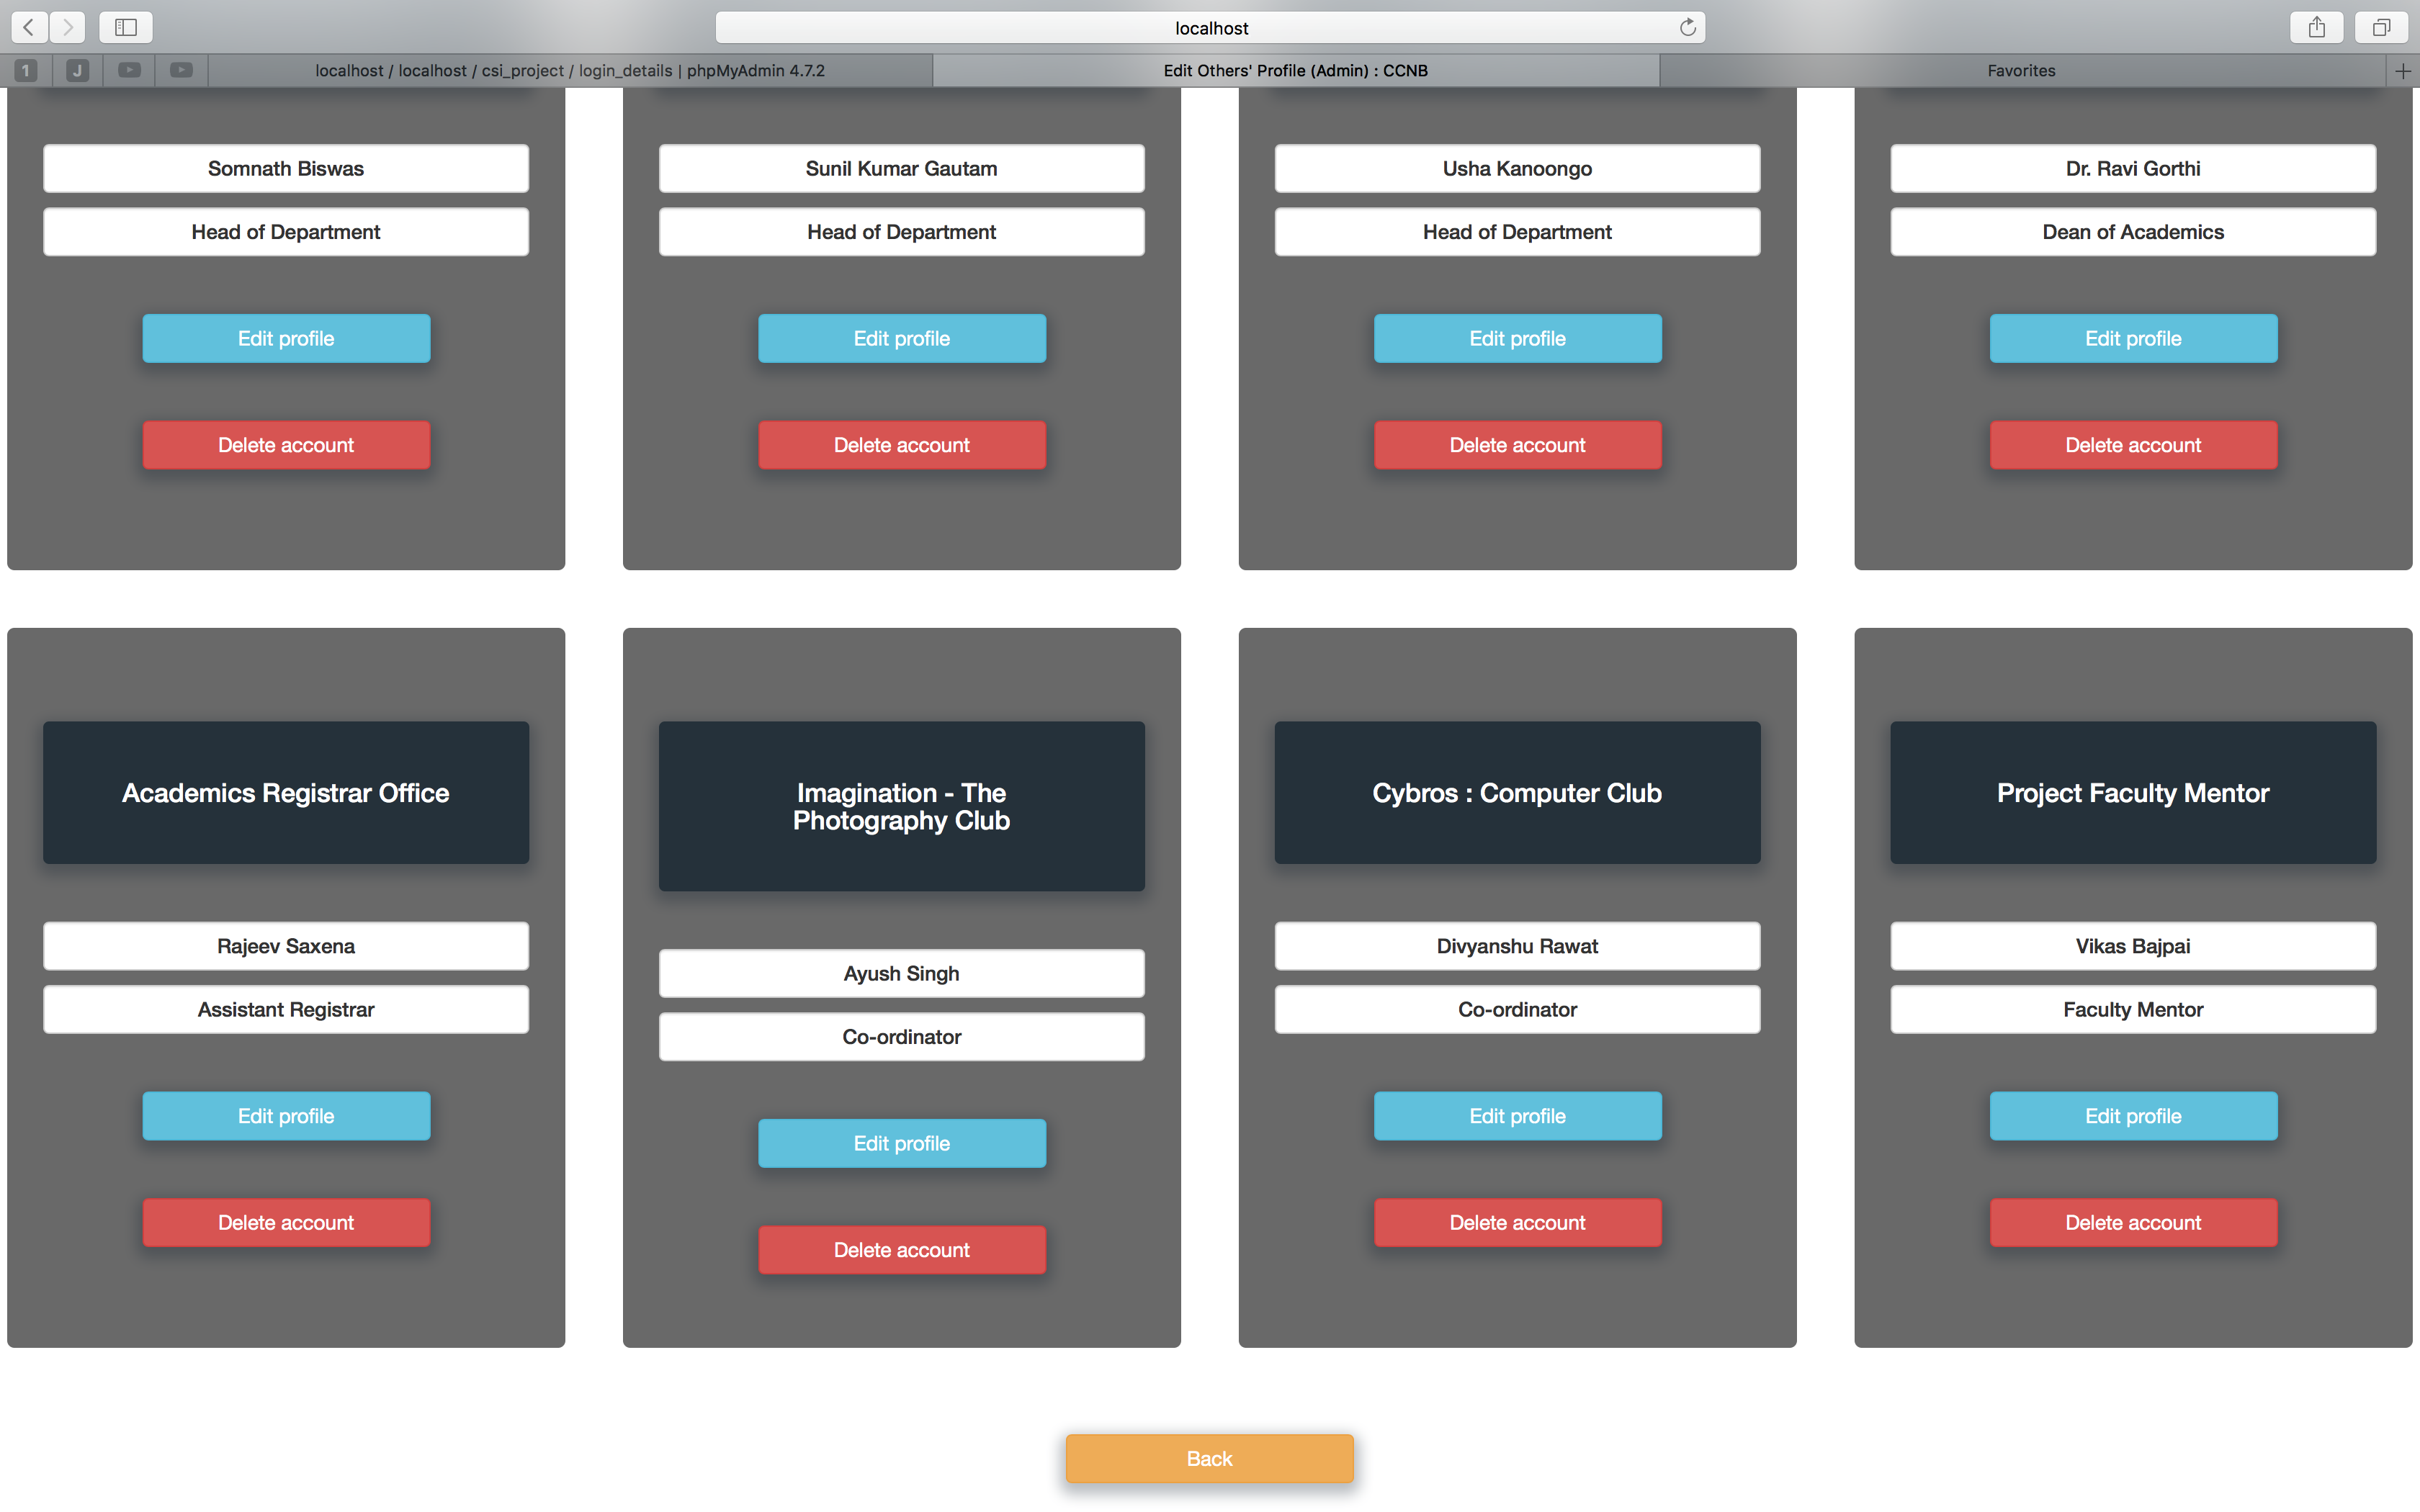 localhost
1
J
localhost / localhost / csi_project / login_details | phpMyAdmin 4.7.2
Edit Others' Profile (Admin) : CCNB
Favorites
Somnath Biswas
Sunil Kumar Gautam
Usha Kanoongo
Dr. Ravi Gorthi
Head of Department
Head of Department
Head of Department
Dean of Academics
Edit profile
Edit profile
Edit profile
Edit profile
Delete account
Delete account
Delete account
Delete account
Academics Registrar Office
Imagination - The
Photography Club
Cybros : Computer Club
Project Faculty Mentor
Rajeev Saxena
Ayush Singh
Divyanshu Rawat
Vikas Bajpai
Assistant Registrar
Co-ordinator
Co-ordinator
Faculty Mentor
Edit profile
Edit profile
Edit profile
Edit profile
Delete account
Delete account
Delete account
Delete account
Back